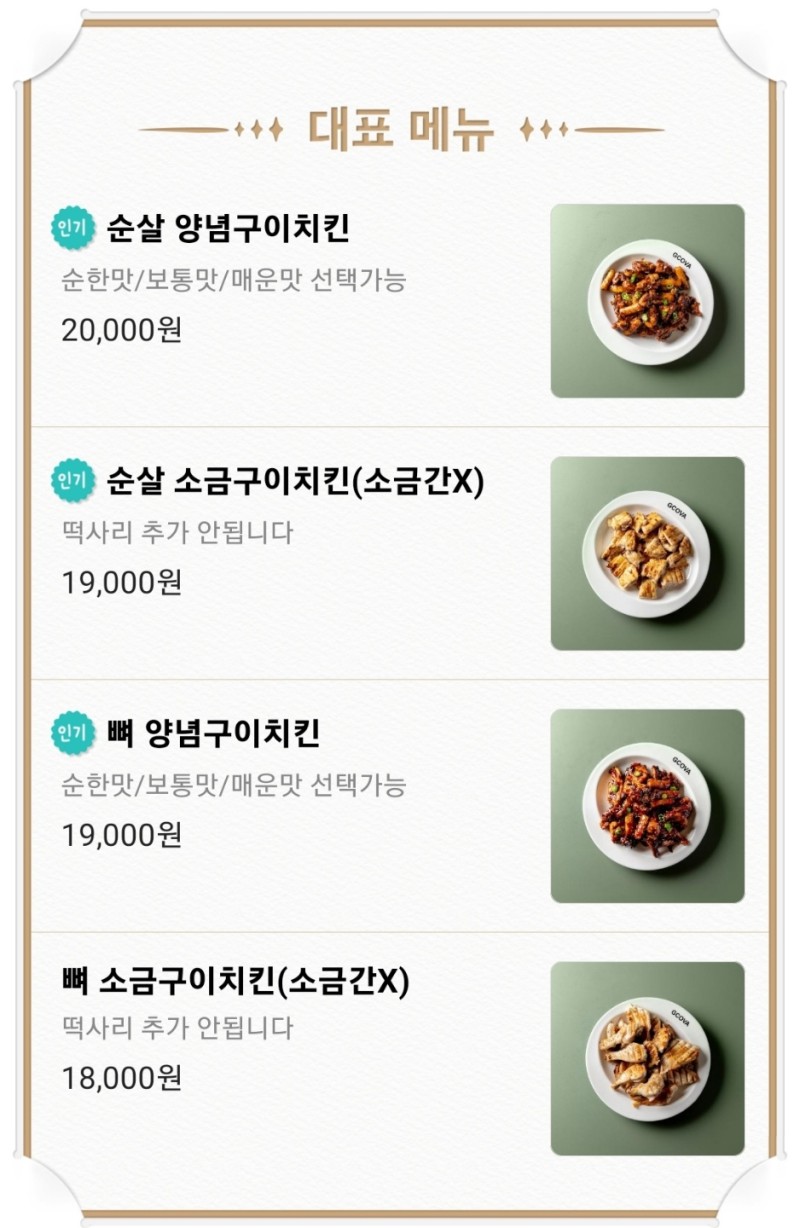 대표 메뉴
인기 순살 양념구이치킨
순한맛/보통맛/매운맛 선택가능
20,000원
GCOVA
인기 순살 소금구이치킨(소금간X)
떡사리 추가 안됩니다
19,000원
GCOVA
인기 뼈 양념구이치킨
순한맛/보통맛/매운맛 선택가능
19,000원
GCOVA
뼈 소금구이치킨(소금간X)
떡사리 추가 안됩니다
18,000원
GCOVA